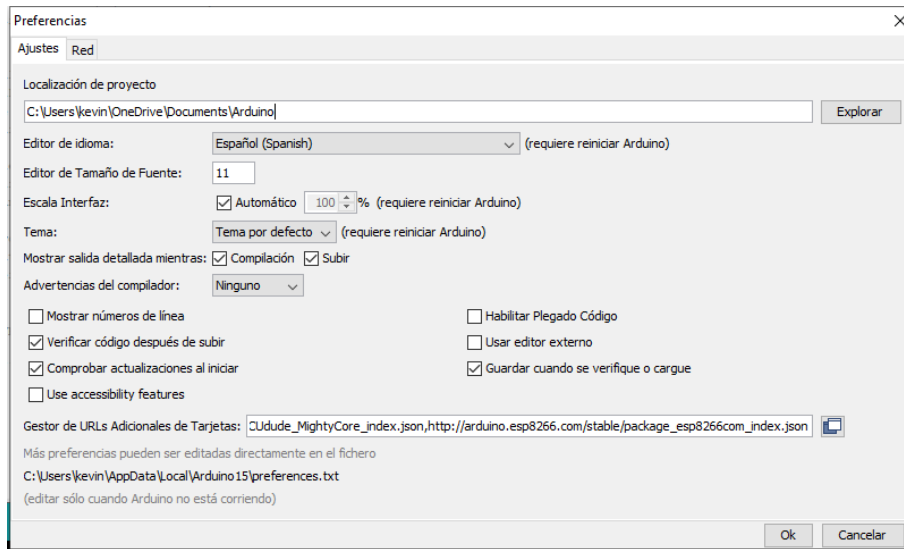 Preferencias
Ajustes Red
Localización de proyecto
C:\Users\kevin\OneDrive\Documents\Arduino Explorar
Editor de idioma: Español (Spanish) (requiere reiniciar Arduino)
Editor de Tamaño de Fuente: 11
Escala Interfaz: Automático 100 % (requiere reiniciar Arduino)
Tema: Tema por defecto (requiere reiniciar Arduino)
Mostrar salida detallada mientras: Compilación Subir
Advertencias del compilador: Ninguno
Mostrar números de línea Habilitar Plegado Código
Verificar código después de subir Usar editor externo
Comprobar actualizaciones al iniciar Guardar cuando se verifique o cargue
Use accessibility features
Gestor de URLs Adicionales de Tarjetas: CUdude_MightyCore_index.json,http://arduino.esp8266.com/stable/package_esp8266com_index.json
Más preferencias pueden ser editadas directamente en el fichero
C:\Users\kevin\AppData\Local\Arduino15\preferences.txt
(editar sólo cuando Arduino no está corriendo)
Ok Cancelar